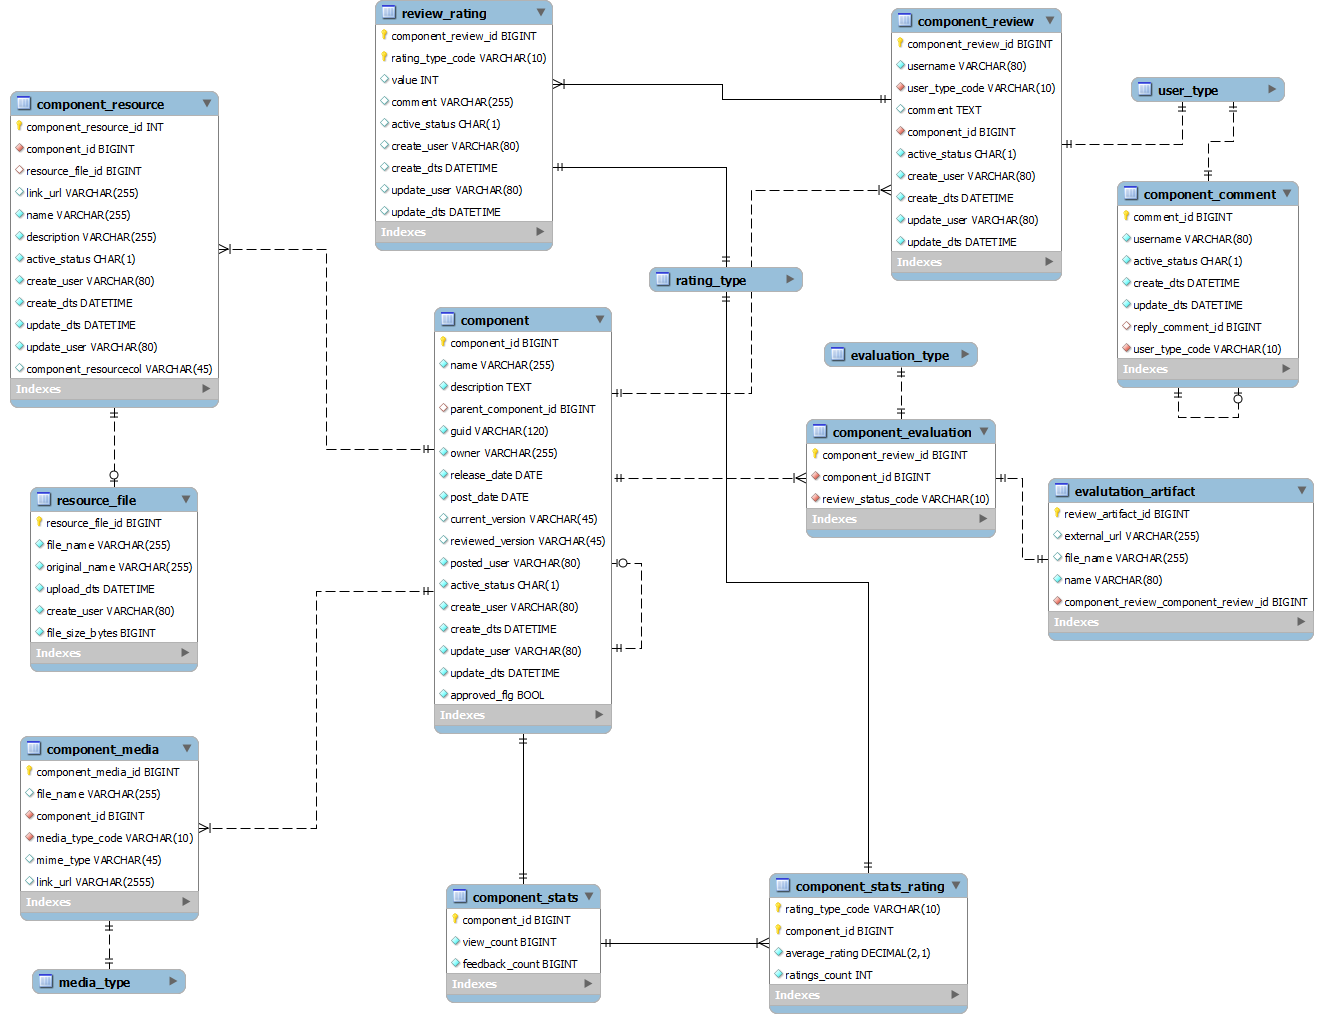 review_rating
component_review_id BIGINT
rating_type_code VARCHAR(10)
value INT
comment VARCHAR(255)
active_status CHAR(1)
create_user VARCHAR(80)
create_dts DATETIME
update_user VARCHAR(80)
update_dts DATETIME
Indexes
component_review
component_review_id BIGINT
username VARCHAR(80)
user_type_code VARCHAR(10)
comment TEXT
component_id BIGINT
active_status CHAR(1)
create_user VARCHAR(80)
create_dts DATETIME
update_user VARCHAR(80)
update_dts DATETIME
Indexes
user_type
component_resource
component_resource_id INT
component_id BIGINT
resource_file_id BIGINT
link_url VARCHAR(255)
name VARCHAR(255)
description VARCHAR(255)
active_status CHAR(1)
create_user VARCHAR(80)
create_dts DATETIME
update_dts DATETIME
update_user VARCHAR(80)
component_resourcecol VARCHAR(45)
Indexes
component_comment
comment_id BIGINT
username VARCHAR(80)
active_status CHAR(1)
create_dts DATETIME
update_dts DATETIME
reply_comment_id BIGINT
user_type_code VARCHAR(10)
Indexes
rating_type
component
component_id BIGINT
name VARCHAR(255)
description TEXT
parent_component_id BIGINT
guid VARCHAR(120)
owner VARCHAR(255)
release_date DATE
post_date DATE
current_version VARCHAR(45)
reviewed_version VARCHAR(45)
posted_user VARCHAR(80)
active_status CHAR(1)
create_user VARCHAR(80)
create_dts DATETIME
update_user VARCHAR(80)
update_dts DATETIME
approved_flg BOOL
Indexes
evaluation_type
component_evaluation
component_review_id BIGINT
component_id BIGINT
review_status_code VARCHAR(10)
Indexes
evalutation_artifact
review_artifact_id BIGINT
external_url VARCHAR(255)
file_name VARCHAR(255)
name VARCHAR(80)
component_review_component_review_id BIGINT
Indexes
resource_file
resource_file_id BIGINT
file_name VARCHAR(255)
original_name VARCHAR(255)
upload_dts DATETIME
create_user VARCHAR(80)
file_size_bytes BIGINT
Indexes
component_media
component_media_id BIGINT
file_name VARCHAR(255)
component_id BIGINT
media_type_code VARCHAR(10)
mime_type VARCHAR(45)
link_url VARCHAR(2555)
Indexes
media_type
component_stats
component_id BIGINT
view_count BIGINT
feedback_count BIGINT
Indexes
component_stats_rating
rating_type_code VARCHAR(10)
component_id BIGINT
average_rating DECIMAL(2,1)
ratings_count INT
Indexes